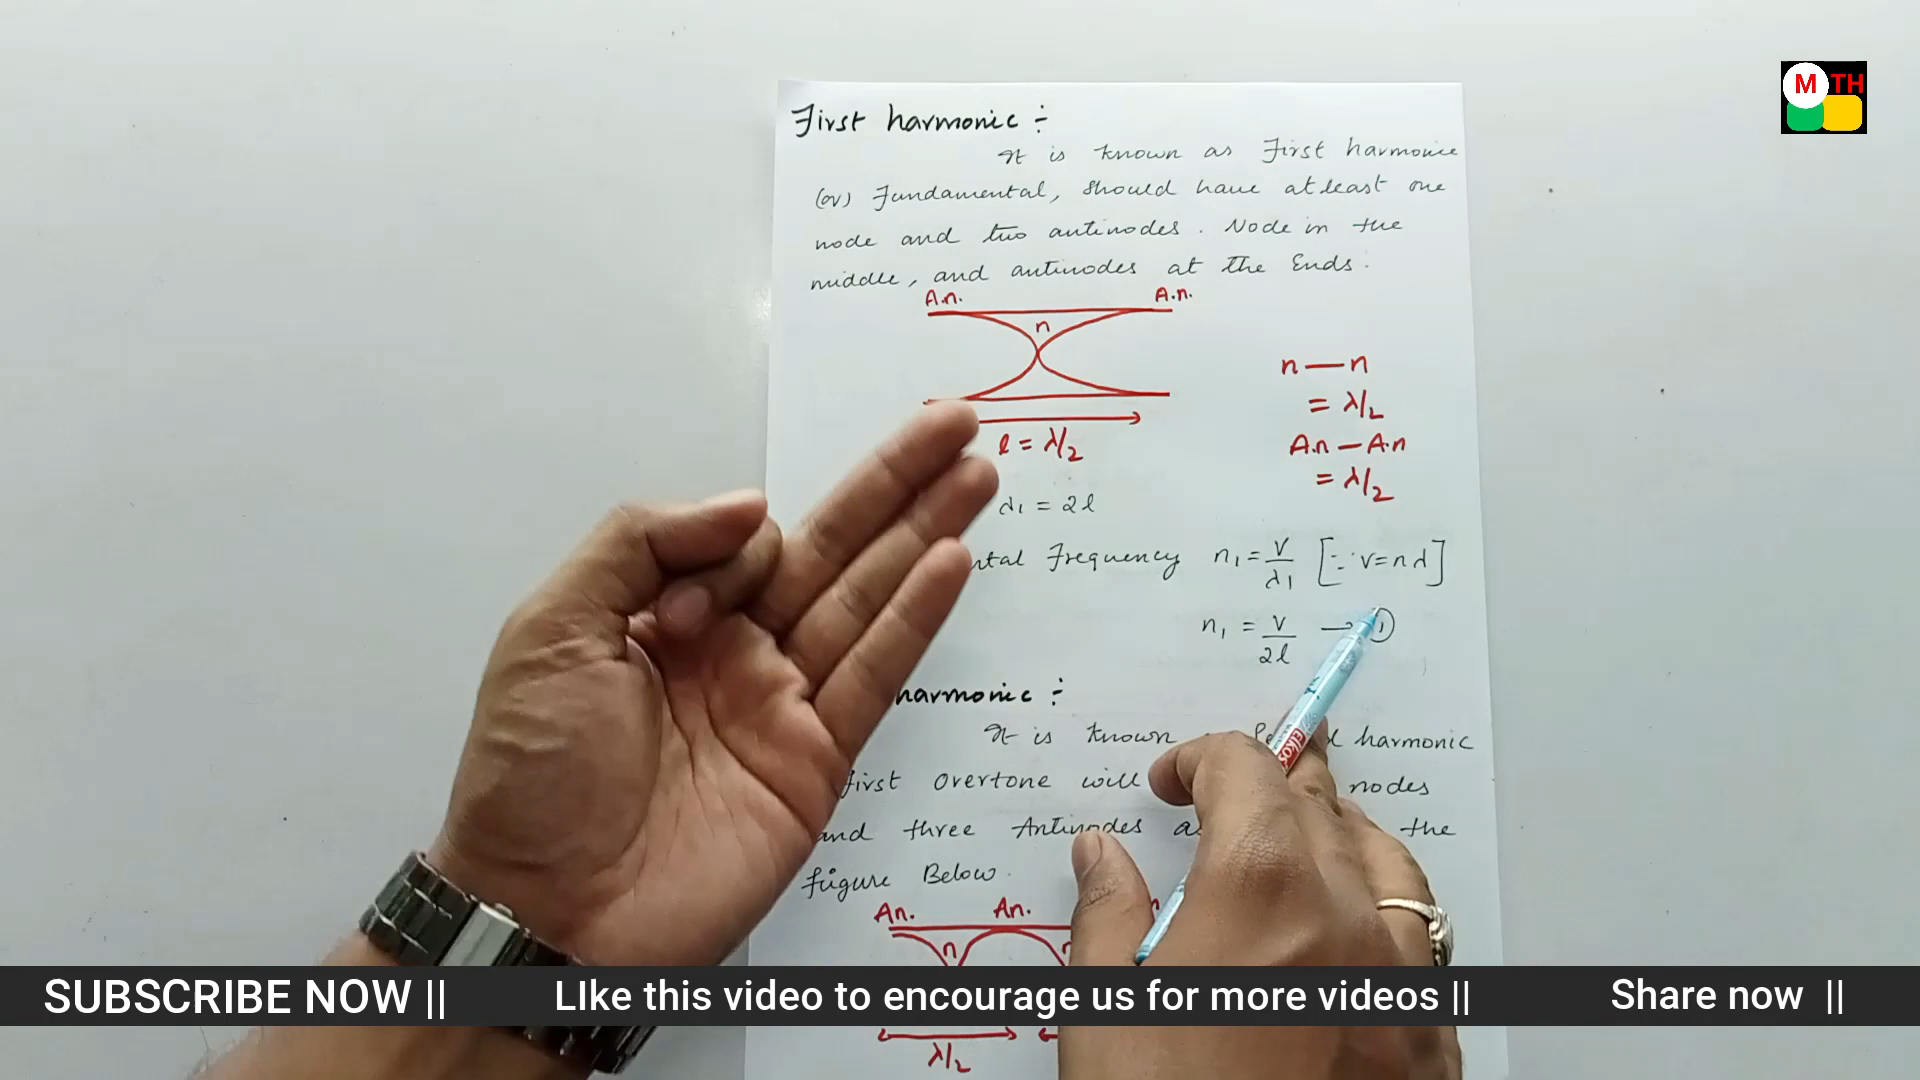 M TH
First harmonic ÷
It is known as First harmonic
(or) Fundamental, should have atleast one
node and two antinodes. Node in the
middle, and antinodes at the Ends.
A.n. A.n.
n
n — n
= λ/2
l = λ/2
A.n — A.n
= λ/2
λ1 = 2l
ntal Frequency n1 = V/λ1 [∵ v=nλ]
n1 = V/2l → 1
harmonic ÷
It is known harmonic
First overtone will nodes
and three Antinodes the
figure Below.
An. An.
n
SUBSCRIBE NOW || LIke this video to encourage us for more videos || Share now ||
λ/2